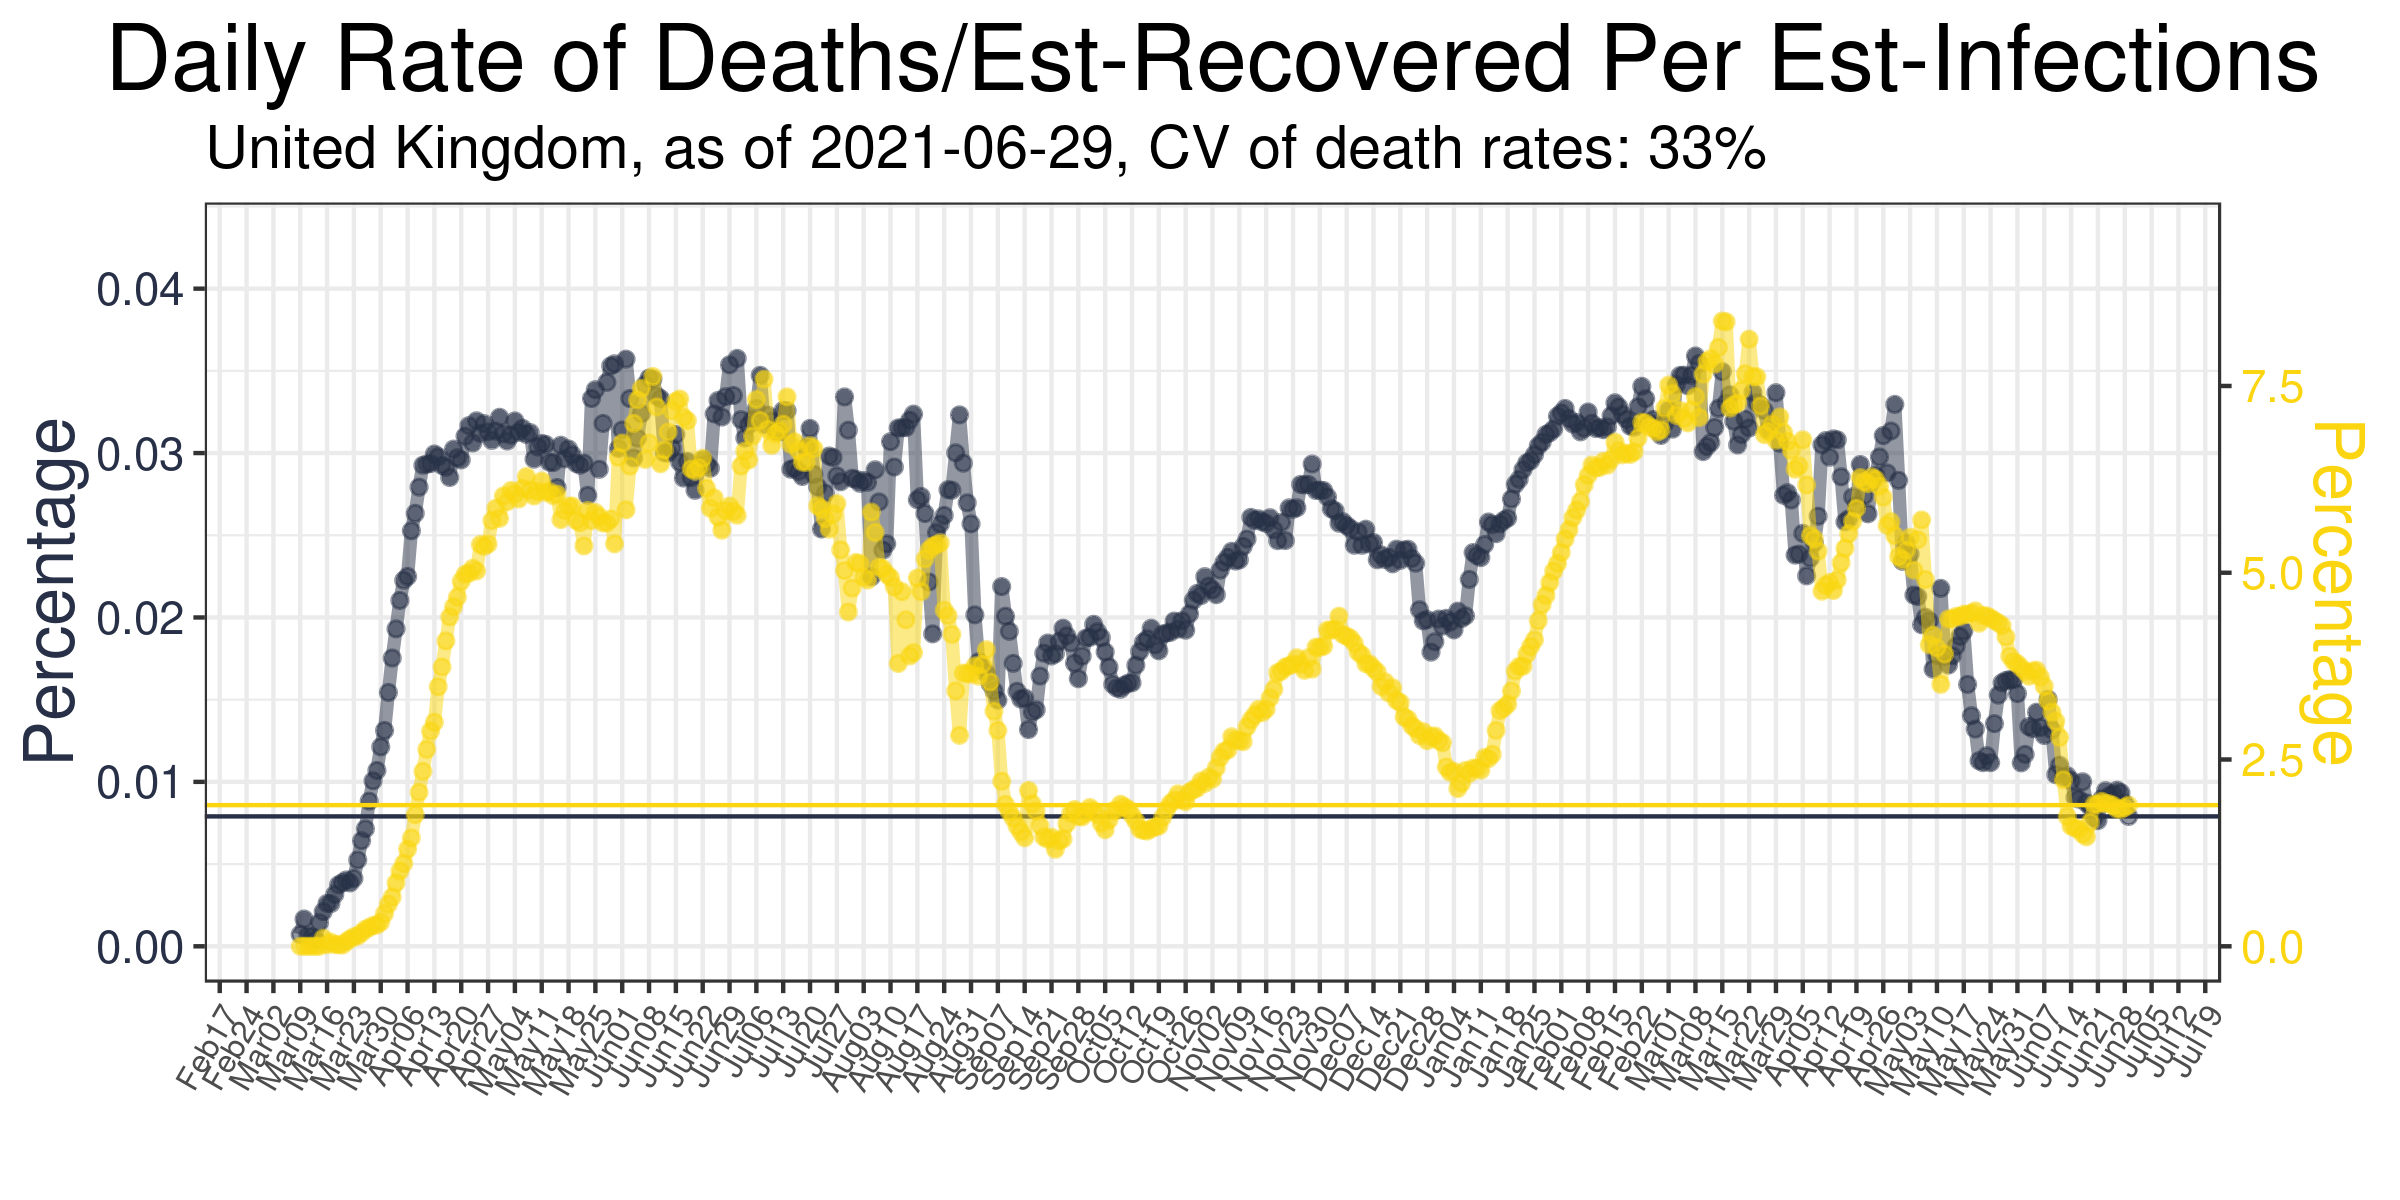 Daily Rate of Deaths/Est-Recovered Per Est-Infections
United Kingdom, as of 2021-06-29, CV of death rates: 33%
Percentage
0.04
0.03
0.02
0.01
0.00
7.5
5.0
2.5
0.0
Percentage
Feb17
Feb24
Mar02
Mar09
Mar16
Mar23
Mar30
Apr06
Apr13
Apr20
Apr27
May04
May11
May18
May25
Jun01
Jun08
Jun15
Jun22
Jun29
Jul06
Jul13
Jul20
Jul27
Aug03
Aug10
Aug17
Aug24
Aug31
Sep07
Sep14
Sep21
Sep28
Oct05
Oct12
Oct19
Oct26
Nov02
Nov09
Nov16
Nov23
Nov30
Dec07
Dec14
Dec21
Dec28
Jan04
Jan11
Jan18
Jan25
Feb01
Feb08
Feb15
Feb22
Mar01
Mar08
Mar15
Mar22
Mar29
Apr05
Apr12
Apr19
Apr26
May03
May10
May17
May24
May31
Jun07
Jun14
Jun21
Jun28
Jul05
Jul12
Jul19